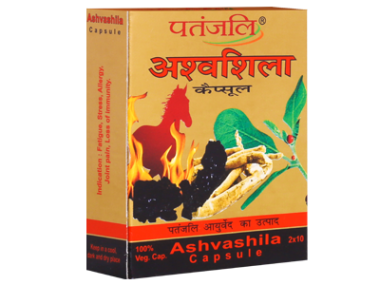 पतंजलि®
अश्वशिला
कैप्सूल
पतंजलि आयुर्वेद का उत्पाद
100%
Veg. Cap.
Ashvashila
Capsule
2x10
Ashvashila
Capsule
Indication : Fatigue, Stress, Allergy,
Joint pain, Loss of Immunity.